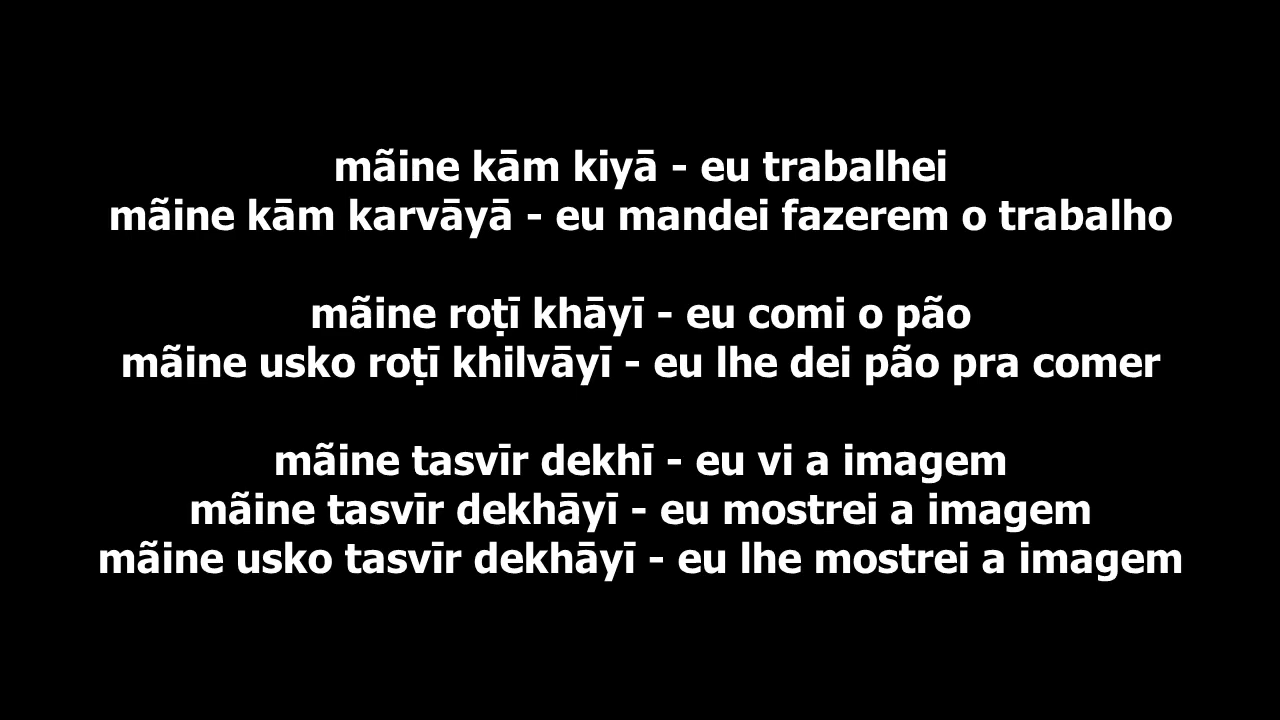 mãine kām kiyā - eu trabalhei
mãine kām karvāyā - eu mandei fazerem o trabalho
mãine roṭī khāyī - eu comi o pão
mãine usko roṭī khilvāyī - eu lhe dei pão pra comer
mãine tasvīr dekhī - eu vi a imagem
mãine tasvīr dekhāyī - eu mostrei a imagem
mãine usko tasvīr dekhāyī - eu lhe mostrei a imagem